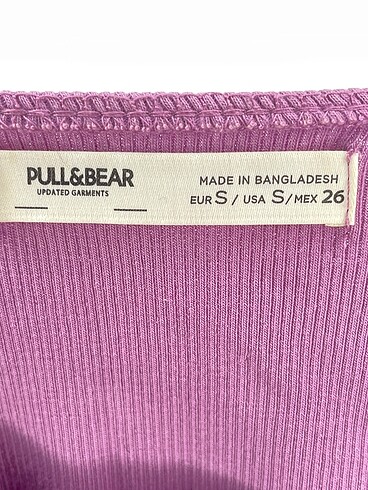 PULL&BEAR
UPDATED GARMENTS
MADE IN BANGLADESH
EUR S / USA S/MEX 26